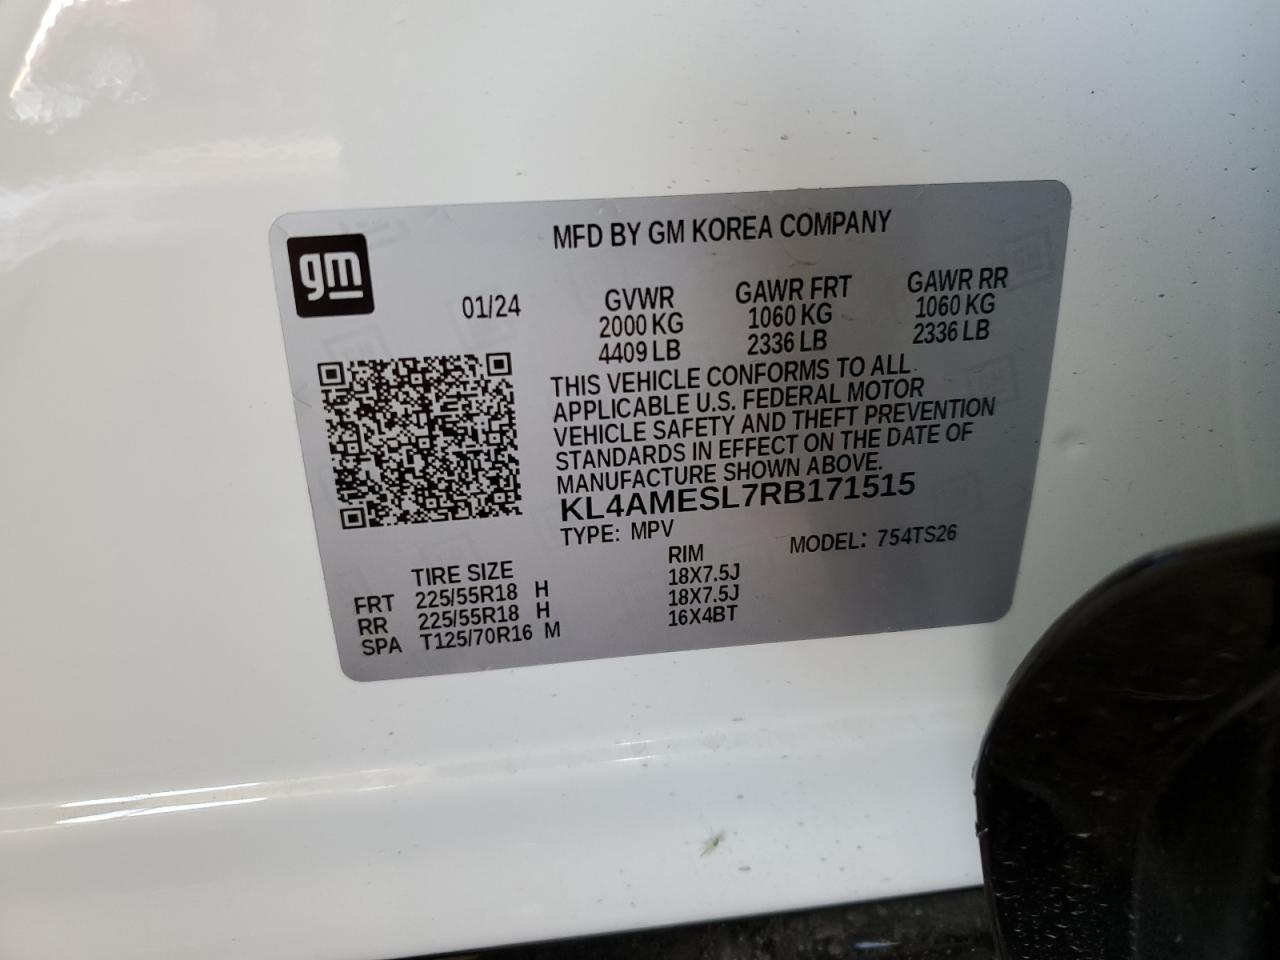 MFD BY GM KOREA COMPANY
gm
01/24
GVWR GAWR FRT GAWR RR
2000 KG 1060 KG 1060 KG
4409 LB 2336 LB 2336 LB
THIS VEHICLE CONFORMS TO ALL
APPLICABLE U.S. FEDERAL MOTOR
VEHICLE SAFETY AND THEFT PREVENTION
STANDARDS IN EFFECT ON THE DATE OF
MANUFACTURE SHOWN ABOVE.
KL4AMESL7RB171515
TYPE: MPV MODEL: 754TS26
TIRE SIZE RIM
FRT 225/55R18 H 18X7.5J
RR 225/55R18 H 18X7.5J
SPA T125/70R16 M 16X4BT